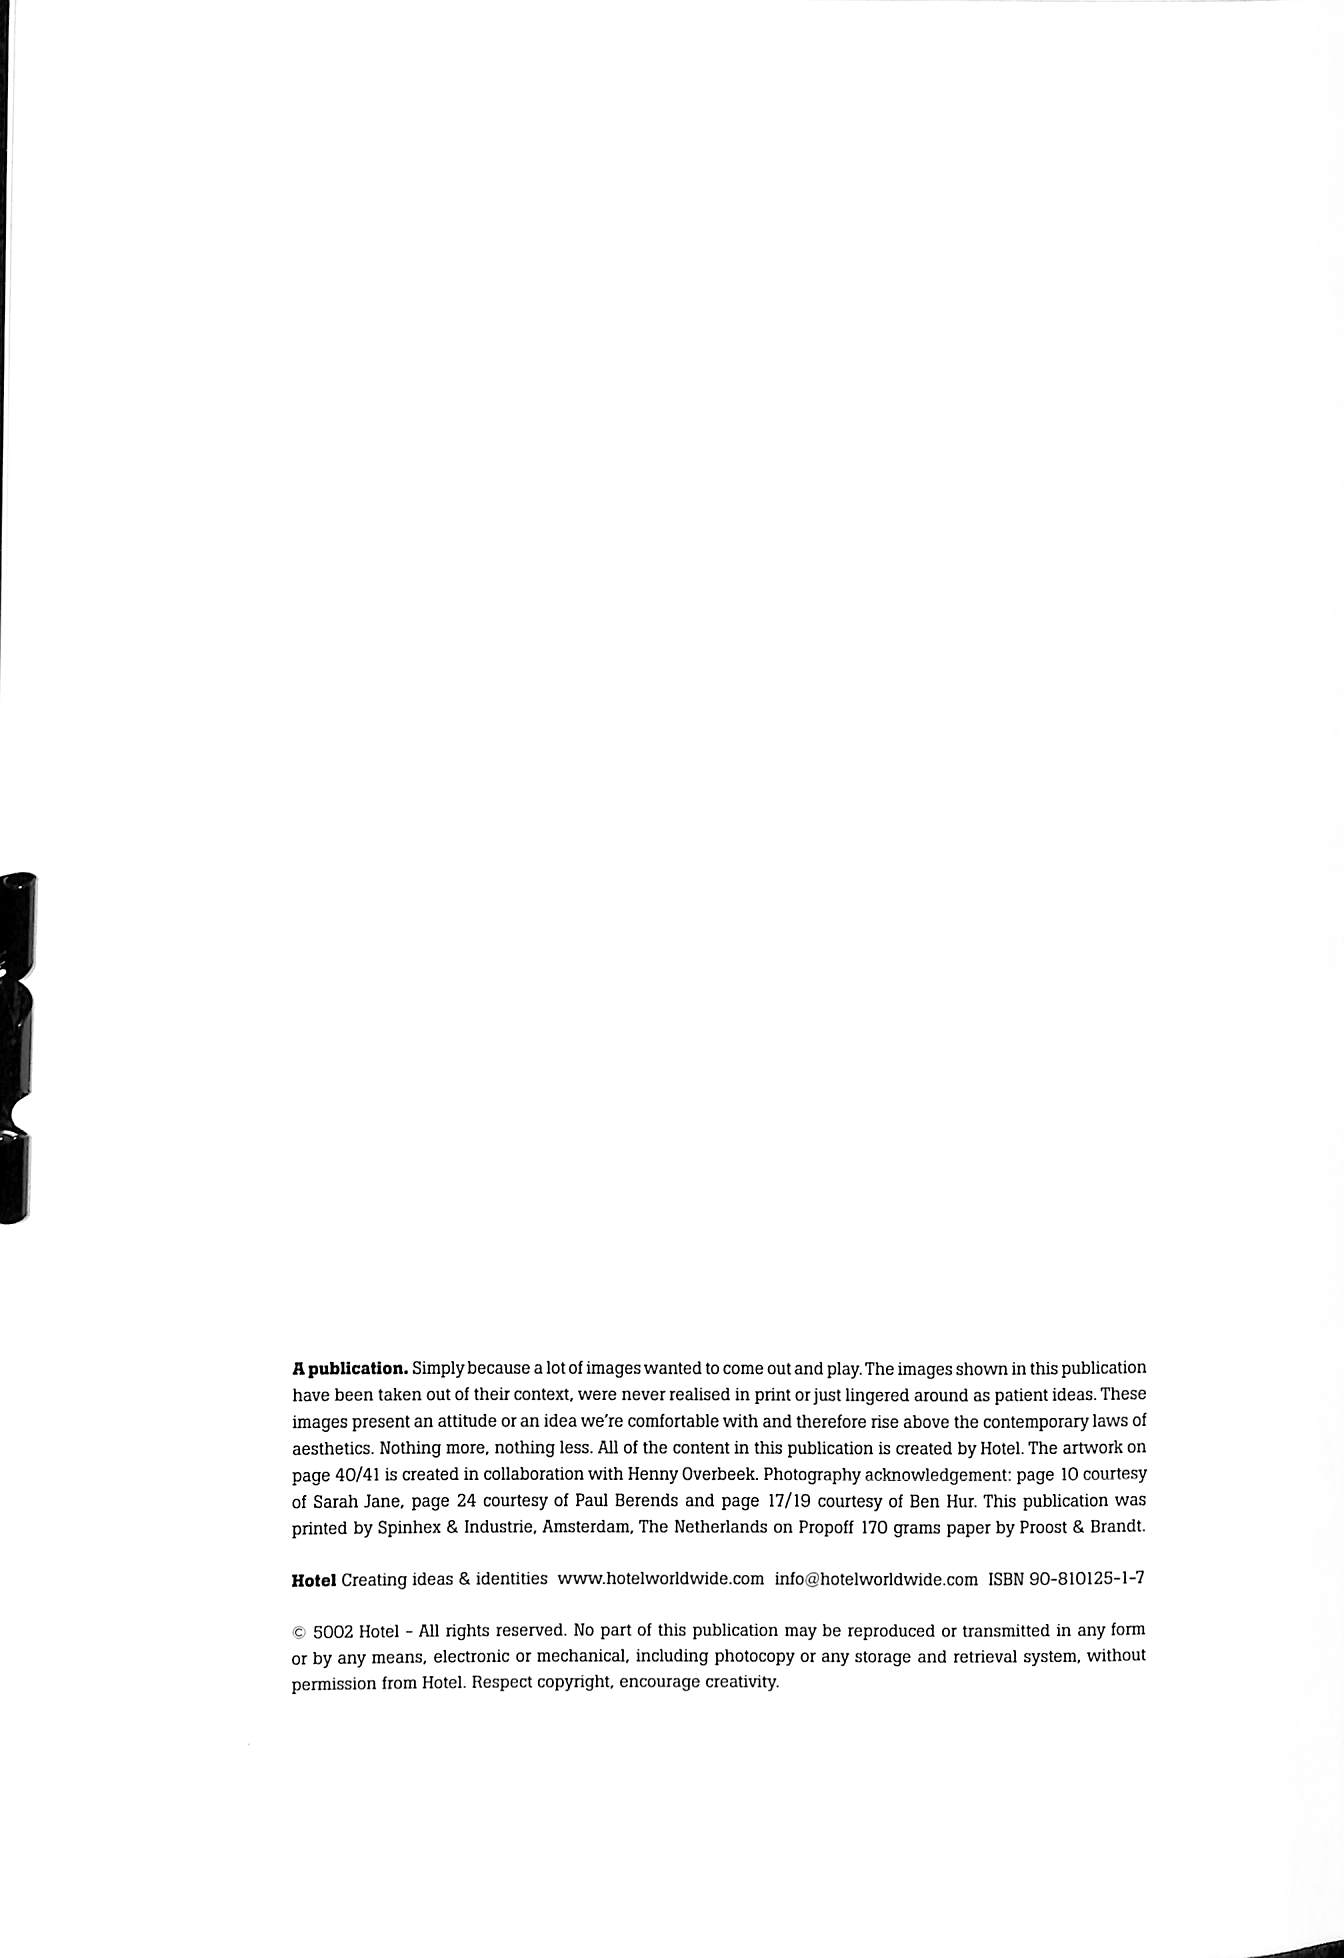 A publication. Simply because a lot of images wanted to come out and play. The images shown in this publication
have been taken out of their context, were never realised in print or just lingered around as patient ideas. These
images present an attitude or an idea we're comfortable with and therefore rise above the contemporary laws of
aesthetics. Nothing more, nothing less. All of the content in this publication is created by Hotel. The artwork on
page 40/41 is created in collaboration with Henny Overbeek. Photography acknowledgement: page 10 courtesy
of Sarah Jane, page 24 courtesy of Paul Berends and page 17/19 courtesy of Ben Hur. This publication was
printed by Spinhex & Industrie, Amsterdam, The Netherlands on Propoff 170 grams paper by Proost & Brandt.
Hotel Creating ideas & identities www.hotelworldwide.com info@hotelworldwide.com ISBN 90-810125-1-7
© 5002 Hotel - All rights reserved. No part of this publication may be reproduced or transmitted in any form
or by any means, electronic or mechanical, including photocopy or any storage and retrieval system, without
permission from Hotel. Respect copyright, encourage creativity.